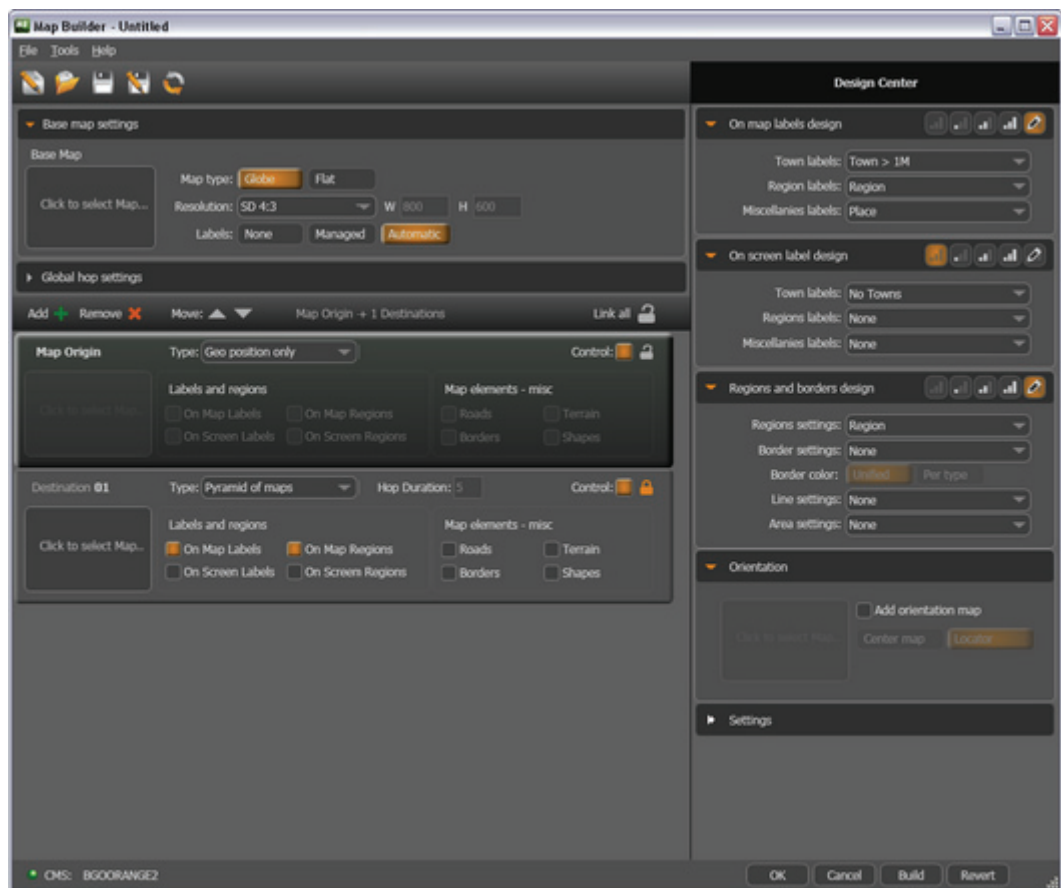 Map Builder - Untitled
File Tools Help
Design Center
Base map settings
Base Map
Click to select Map...
Map type: Globe Flat
Resolution: SD 4:3 W 800 H 600
Labels: None Managed Automatic
Global hop settings
Add Remove Move: Map Origin + 1 Destinations Link all
Map Origin Type: Geo position only Control:
Click to select Map...
Labels and regions Map elements - misc
On Map Labels On Map Regions Roads Terrain
On Screen Labels On Screen Regions Borders Shapes
Destination 01 Type: Pyramid of maps Hop Duration: 5 Control:
Click to select Map...
Labels and regions Map elements - misc
On Map Labels On Map Regions Roads Terrain
On Screen Labels On Screen Regions Borders Shapes
On map labels design
Town labels: Town > 1M
Region labels: Region
Miscellanies labels: Place
On screen label design
Town labels: No Towns
Regions labels: None
Miscellanies labels: None
Regions and borders design
Regions settings: Region
Border settings: None
Border color: Unified Per type
Line settings: None
Area settings: None
Orientation
Click to select Map...
Add orientation map
Center map Locator
Settings
CMS: BGOORANGE2
OK Cancel Build Revert